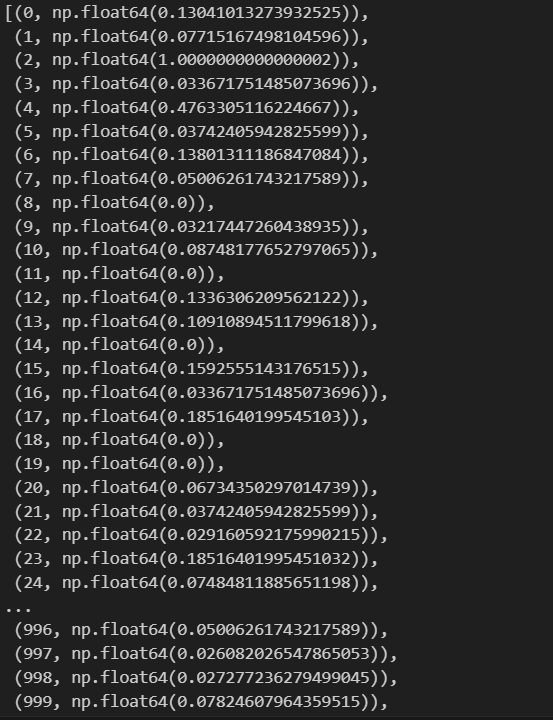 [(0, np.float64(0.13041013273932525)),
(1, np.float64(0.07715167498104596)),
(2, np.float64(1.0000000000000002)),
(3, np.float64(0.033671751485073696)),
(4, np.float64(0.4763305116224667)),
(5, np.float64(0.03742405942825599)),
(6, np.float64(0.13801311186847084)),
(7, np.float64(0.05006261743217589)),
(8, np.float64(0.0)),
(9, np.float64(0.03217447260438935)),
(10, np.float64(0.08748177652797065)),
(11, np.float64(0.0)),
(12, np.float64(0.1336306209562122)),
(13, np.float64(0.10910894511799618)),
(14, np.float64(0.0)),
(15, np.float64(0.1592555143176515)),
(16, np.float64(0.033671751485073696)),
(17, np.float64(0.1851640199545103)),
(18, np.float64(0.0)),
(19, np.float64(0.0)),
(20, np.float64(0.06734350297014739)),
(21, np.float64(0.03742405942825599)),
(22, np.float64(0.029160592175990215)),
(23, np.float64(0.18516401995451032)),
(24, np.float64(0.07484811885651198)),
...
(996, np.float64(0.05006261743217589)),
(997, np.float64(0.026082026547865053)),
(998, np.float64(0.027277236279499045)),
(999, np.float64(0.07824607964359515)),